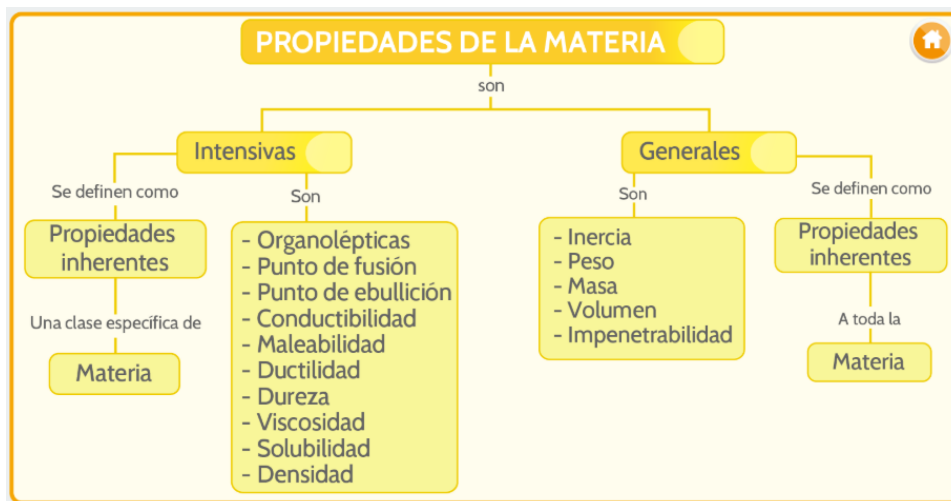 PROPIEDADES DE LA MATERIA
son
Intensivas
Generales
Se definen como
Son
Son
Se definen como
Propiedades
inherentes
- Organolépticas
- Punto de fusión
- Punto de ebullición
- Conductibilidad
- Maleabilidad
- Ductilidad
- Dureza
- Viscosidad
- Solubilidad
- Densidad
- Inercia
- Peso
- Masa
- Volumen
- Impenetrabilidad
Propiedades
inherentes
Una clase específica de
Materia
A toda la
Materia